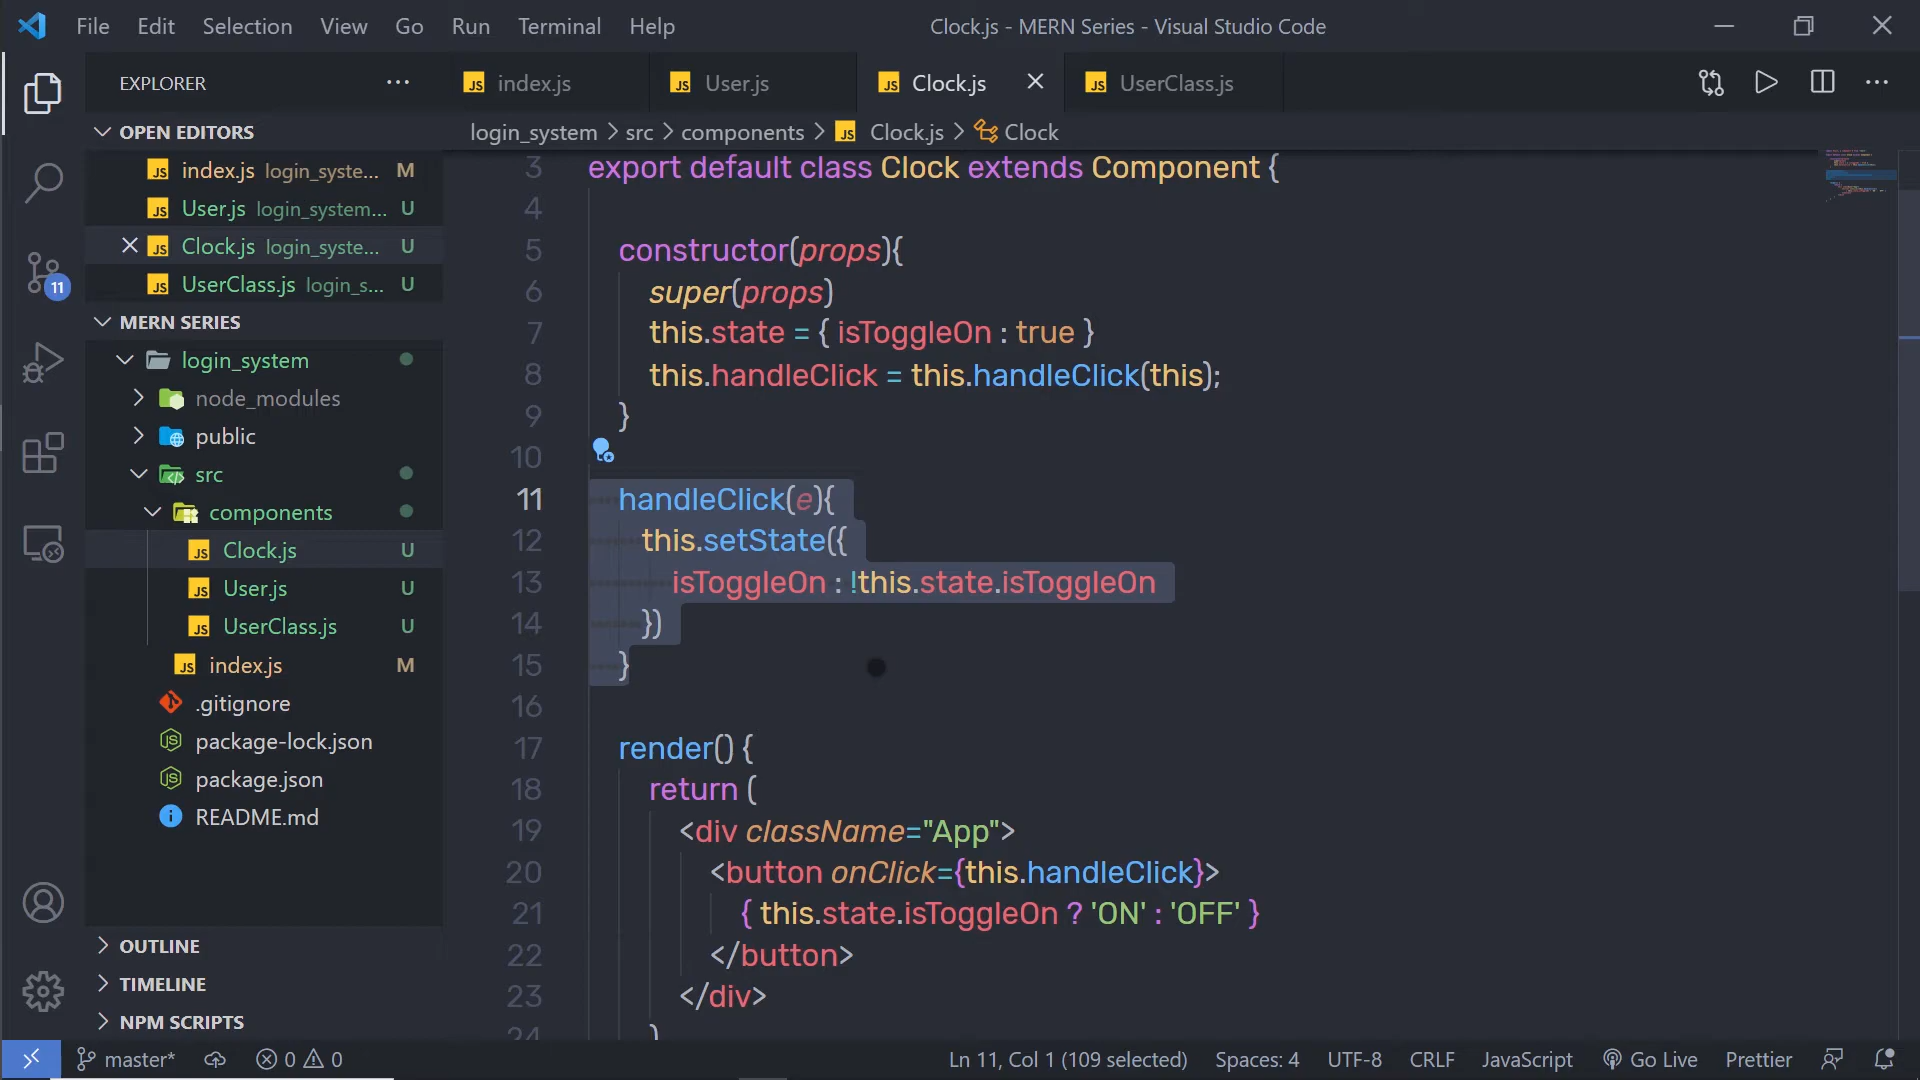 File Edit Selection View Go Run Terminal Help
Clock.js - MERN Series - Visual Studio Code
EXPLORER
index.js
User.js
Clock.js
UserClass.js
login_system > src > components > Clock.js > Clock
OPEN EDITORS
index.js login_syste... M
User.js login_system... U
Clock.js login_syste... U
UserClass.js login_s... U
11
MERN SERIES
login_system
node_modules
public
src
components
Clock.js U
User.js U
UserClass.js U
index.js M
.gitignore
package-lock.json
package.json
README.md
OUTLINE
TIMELINE
NPM SCRIPTS
3 export default class Clock extends Component {
4
5 constructor(props){
6 super(props)
7 this.state = { isToggleOn : true }
8 this.handleClick = this.handleClick(this);
9 }
10
11 handleClick(e){
12 this.setState({
13 isToggleOn : !this.state.isToggleOn
14 })
15 }
16
17 render() {
18 return (
19 <div className="App">
20 <button onClick={this.handleClick}>
21 { this.state.isToggleOn ? 'ON' : 'OFF' }
22 </button>
23 </div>
24 )
master* 0 0 Ln 11, Col 1 (109 selected) Spaces: 4 UTF-8 CRLF JavaScript Go Live Prettier